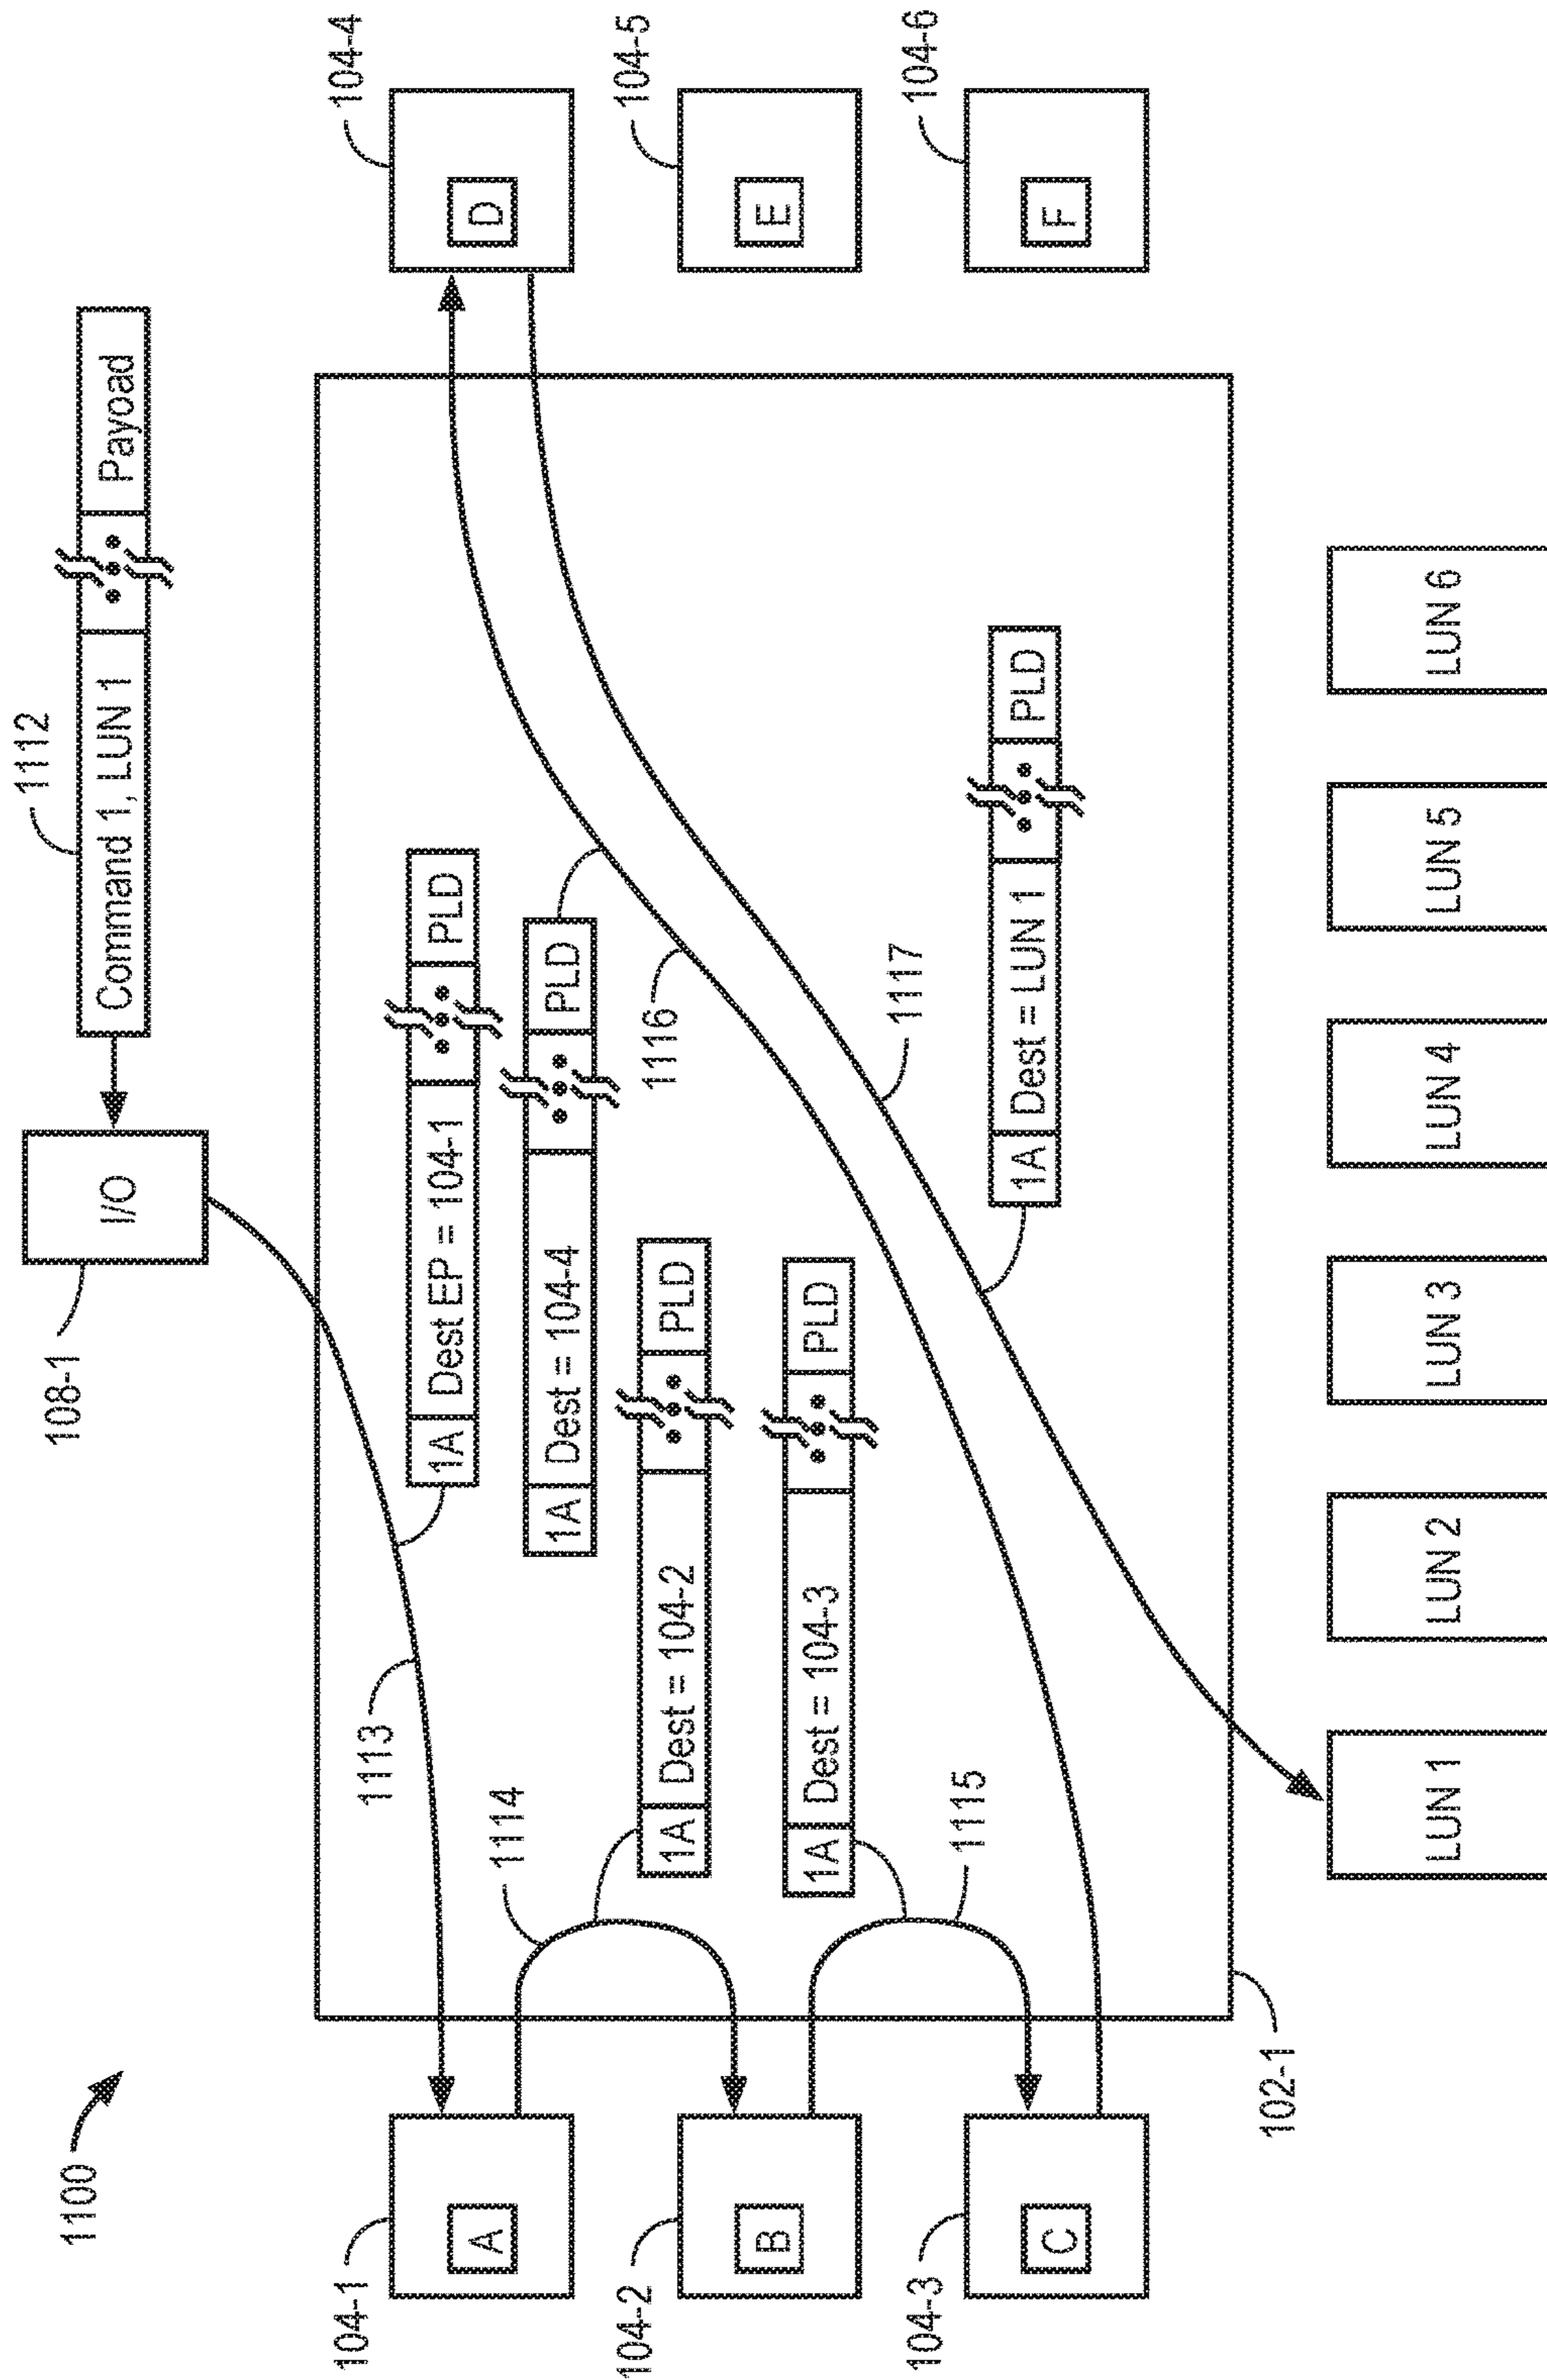 1100
1112
Command 1, LUN 1 Payoad
108-1
I/O
104-1
A
104-2
B
104-3
C
104-4
D
104-5
E
104-6
F
1113
1A Dest EP = 104-1 PLD
1A Dest = 104-4 PLD
1114
1A Dest = 104-2 PLD
1116
1A Dest = 104-3 PLD
1115
1117
1A Dest = LUN 1 PLD
102-1
LUN 1
LUN 2
LUN 3
LUN 4
LUN 5
LUN 6